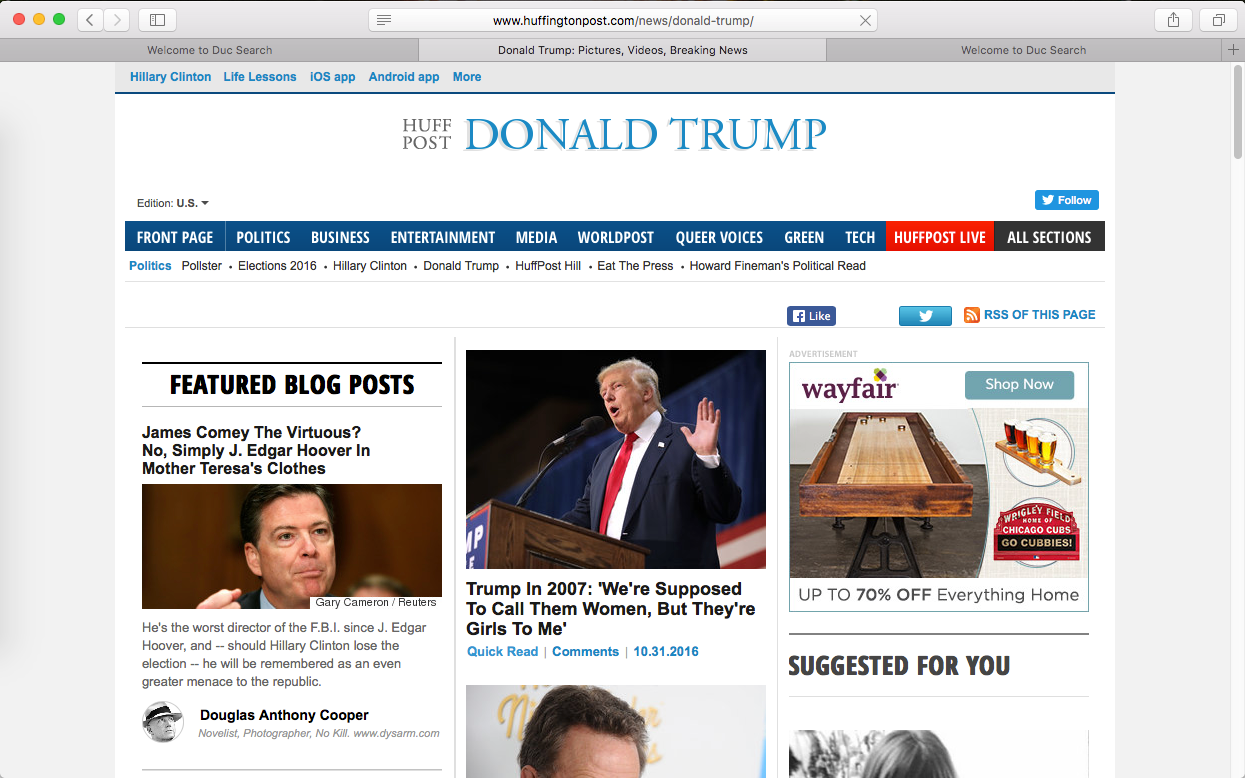 www.huffingtonpost.com/news/donald-trump/
Welcome to Duc Search
Donald Trump: Pictures, Videos, Breaking News
Welcome to Duc Search
Hillary Clinton Life Lessons iOS app Android app More
HUFF
POST
DONALD TRUMP
Edition: U.S.
Follow
FRONT PAGE POLITICS BUSINESS ENTERTAINMENT MEDIA WORLDPOST QUEER VOICES GREEN TECH HUFFPOST LIVE ALL SECTIONS
Politics Pollster • Elections 2016 • Hillary Clinton • Donald Trump • HuffPost Hill • Eat The Press • Howard Fineman's Political Read
Like
RSS OF THIS PAGE
FEATURED BLOG POSTS
James Comey The Virtuous?
No, Simply J. Edgar Hoover In
Mother Teresa's Clothes
Gary Cameron / Reuters
He's the worst director of the F.B.I. since J. Edgar
Hoover, and -- should Hillary Clinton lose the
election -- he will be remembered as an even
greater menace to the republic.
Douglas Anthony Cooper
Novelist, Photographer, No Kill. www.dysarm.com
Trump In 2007: 'We're Supposed
To Call Them Women, But They're
Girls To Me'
Quick Read | Comments | 10.31.2016
ADVERTISEMENT
wayfair
Shop Now
WRIGLEY FIELD
HOME OF
CHICAGO CUBS
GO CUBBIES!
UP TO 70% OFF Everything Home
SUGGESTED FOR YOU